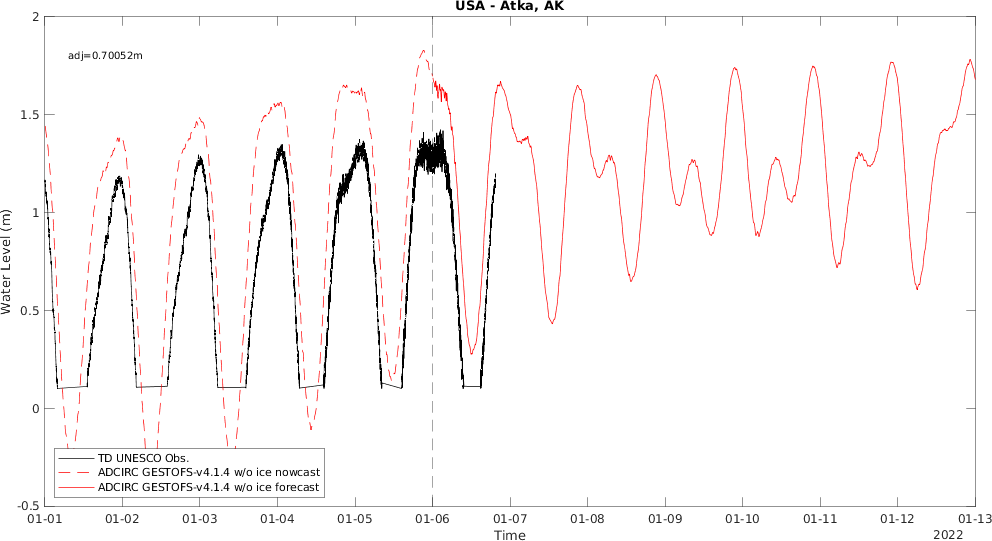 USA - Atka, AK
adj=0.70052m
Water Level (m)
2
1.5
1
0.5
0
-0.5
TD UNESCO Obs.
ADCIRC GESTOFS-v4.1.4 w/o ice nowcast
ADCIRC GESTOFS-v4.1.4 w/o ice forecast
01-01 01-02 01-03 01-04 01-05 01-06 01-07 01-08 01-09 01-10 01-11 01-12 01-13
Time
2022